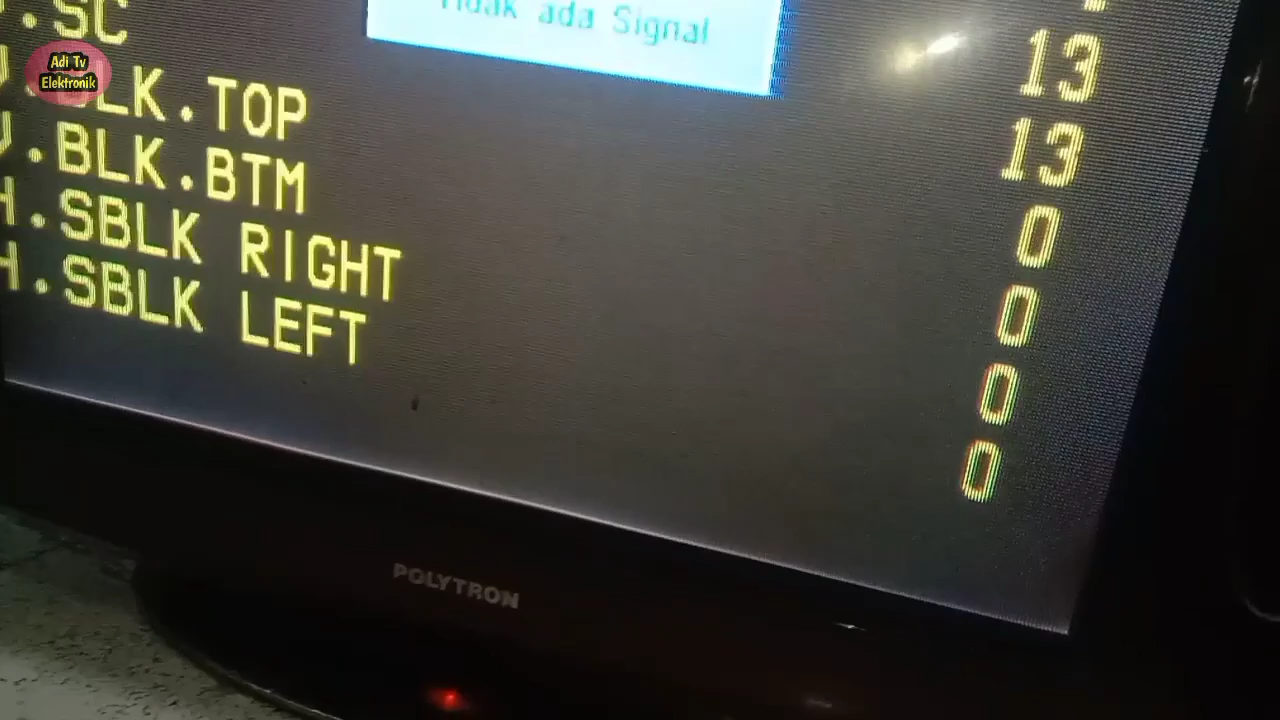 Tidak ada Signal
.SC 13
Adi Tv
Elektronik
V.BLK.TOP 13
V.BLK.BTM 0
H.SBLK RIGHT 0
H.SBLK LEFT 0
0
POLYTRON